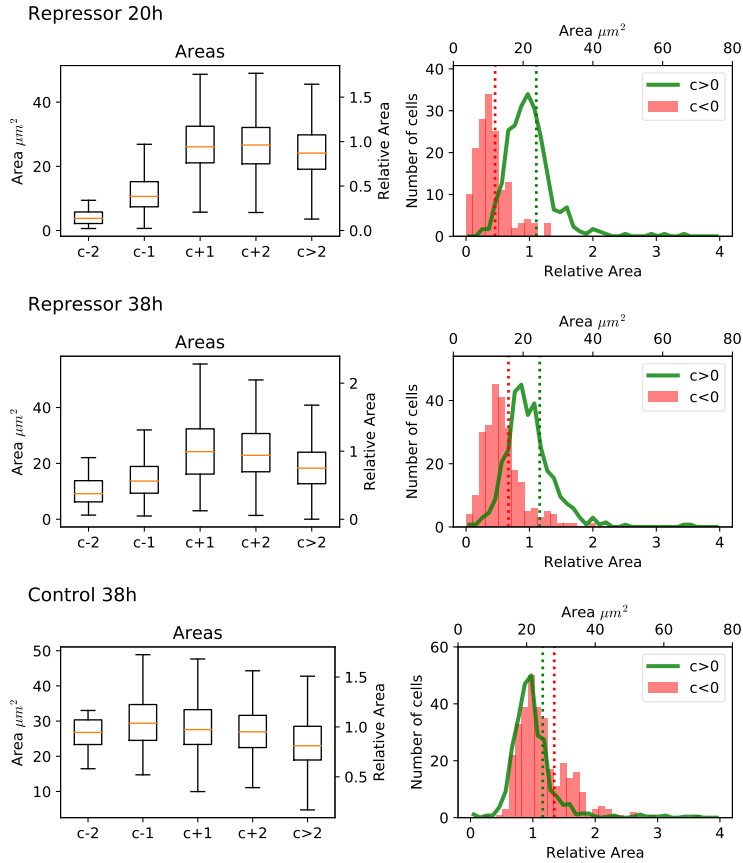 Repressor 20h
Areas
Area μm²
40
20
0
1.5
1.0
0.5
0.0
Relative Area
c-2 c-1 c+1 c+2 c>2
Area μm²
0 20 40 60 80
Number of cells
40
30
20
10
0
c>0
c<0
0 1 2 3 4
Relative Area
Repressor 38h
Areas
Area μm²
40
20
0
2
1
0
Relative Area
c-2 c-1 c+1 c+2 c>2
Area μm²
0 20 40 60 80
Number of cells
40
20
0
c>0
c<0
0 1 2 3 4
Relative Area
Control 38h
Areas
Area μm²
50
40
30
20
10
1.5
1.0
0.5
Relative Area
c-2 c-1 c+1 c+2 c>2
Area μm²
0 20 40 60 80
Number of cells
60
50
40
30
20
10
0
c>0
c<0
0 1 2 3 4
Relative Area